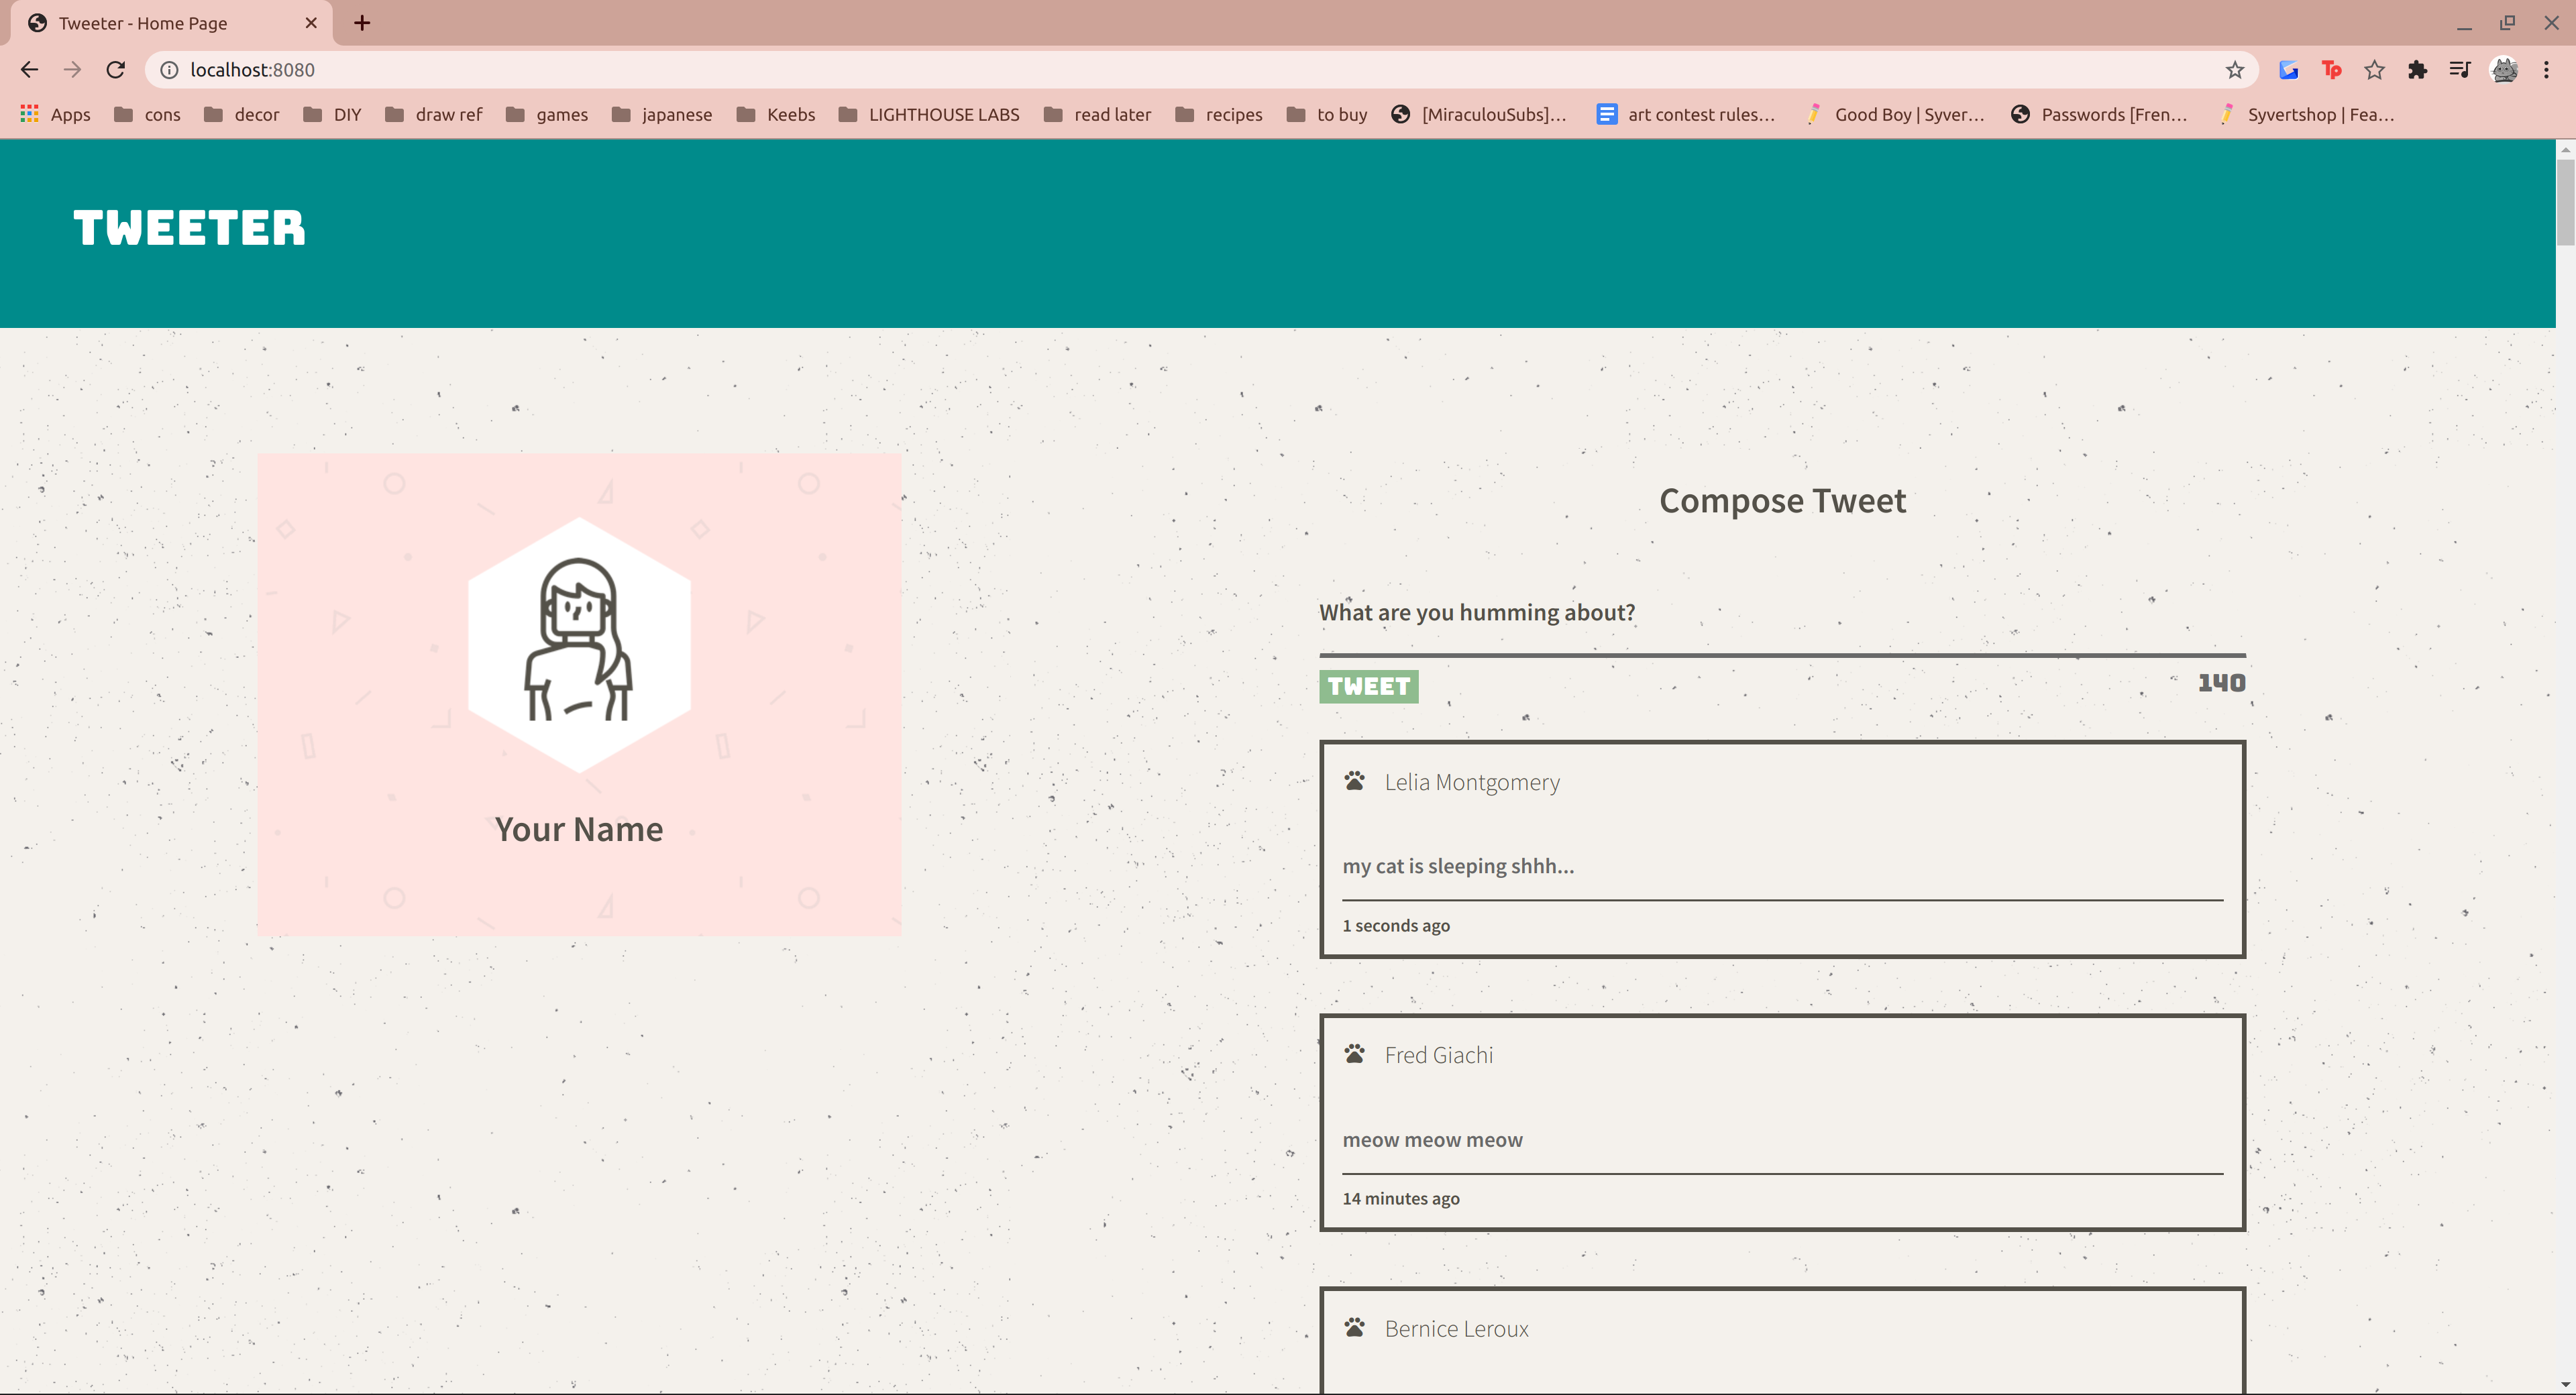 Tweeter - Home Page
localhost:8080
Apps cons decor DIY draw ref games japanese Keebs LIGHTHOUSE LABS read later recipes to buy [MiraculouSubs]... art contest rules... Good Boy | Syver... Passwords [Fren... Syvertshop | Fea...
TWEETER
Your Name
Compose Tweet
What are you humming about?
TWEET 140
Lelia Montgomery
my cat is sleeping shhh...
1 seconds ago
Fred Giachi
meow meow meow
14 minutes ago
Bernice Leroux